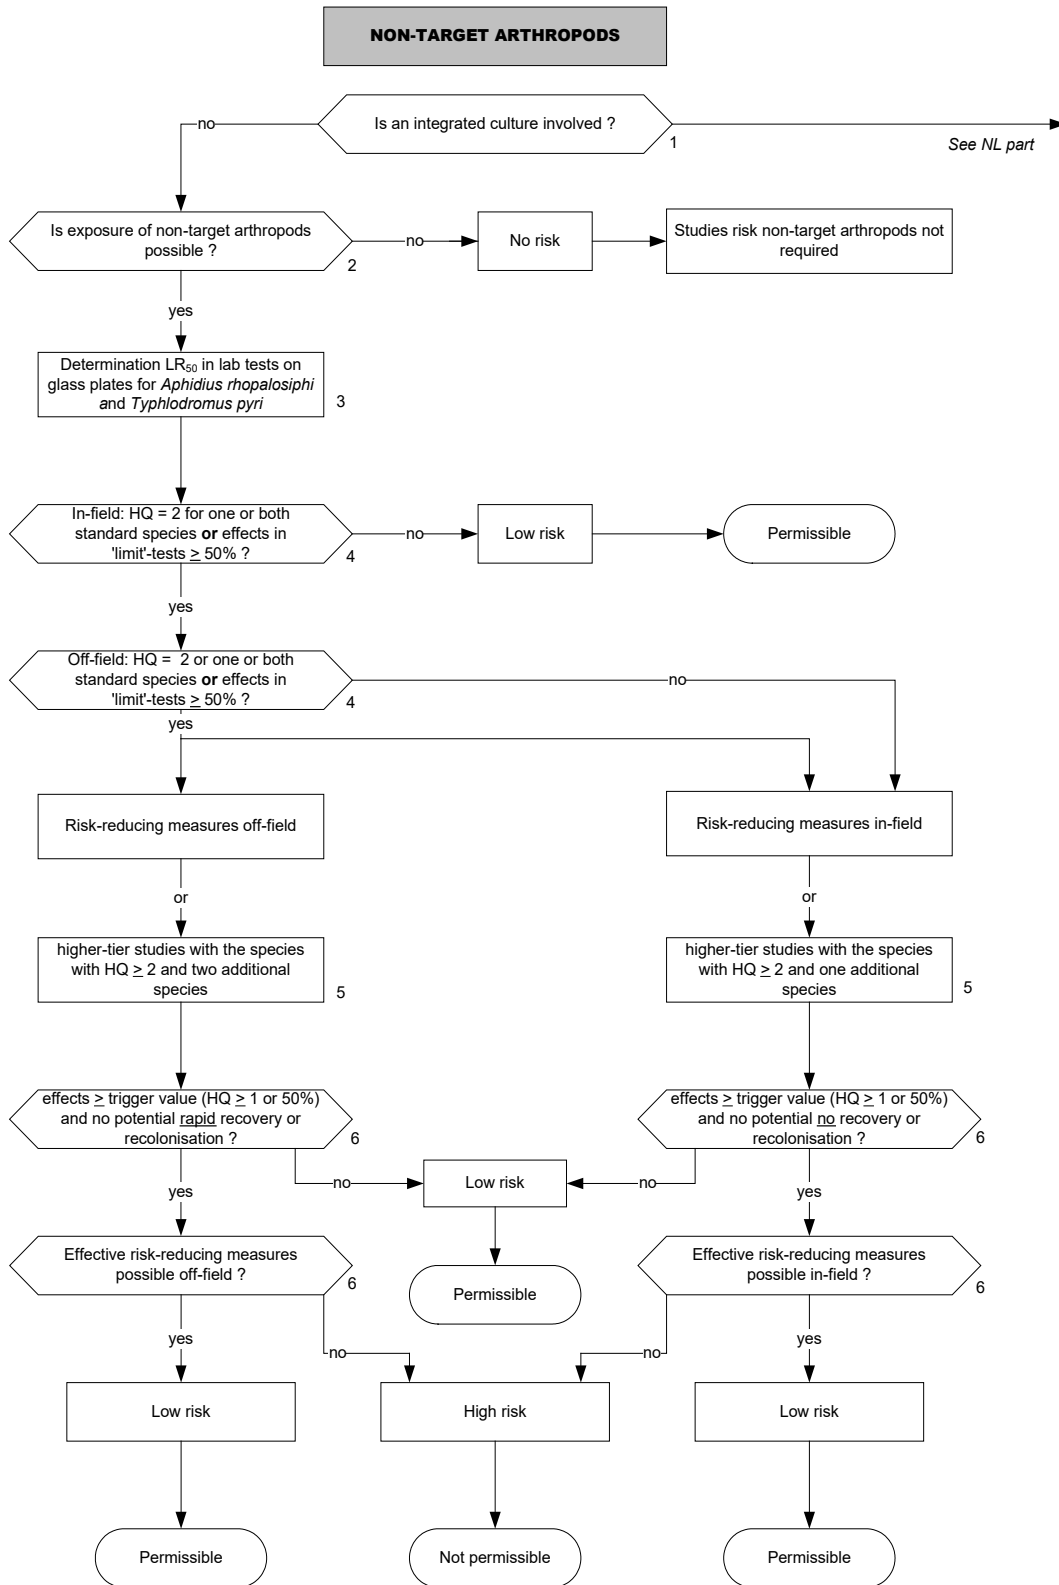 NON-TARGET ARTHROPODS
Is an integrated culture involved ?
no
1
See NL part
Is exposure of non-target arthropods
possible ?
2
no
No risk
Studies risk non-target arthropods not
required
yes
Determination LR50 in lab tests on
glass plates for Aphidius rhopalosiphi
and Typhlodromus pyri
3
In-field: HQ = 2 for one or both
standard species or effects in
'limit'-tests ≥ 50% ?
4
no
Low risk
Permissible
yes
Off-field: HQ = 2 or one or both
standard species or effects in
'limit'-tests ≥ 50% ?
4
no
yes
Risk-reducing measures off-field
Risk-reducing measures in-field
or
or
higher-tier studies with the species
with HQ ≥ 2 and two additional
species
5
higher-tier studies with the species
with HQ ≥ 2 and one additional
species
5
effects ≥ trigger value (HQ ≥ 1 or 50%)
and no potential rapid recovery or
recolonisation ?
6
effects ≥ trigger value (HQ ≥ 1 or 50%)
and no potential no recovery or
recolonisation ?
6
no
Low risk
no
yes
yes
Effective risk-reducing measures
possible off-field ?
6
Permissible
Effective risk-reducing measures
possible in-field ?
6
yes
no
no
yes
Low risk
High risk
Low risk
Permissible
Not permissible
Permissible